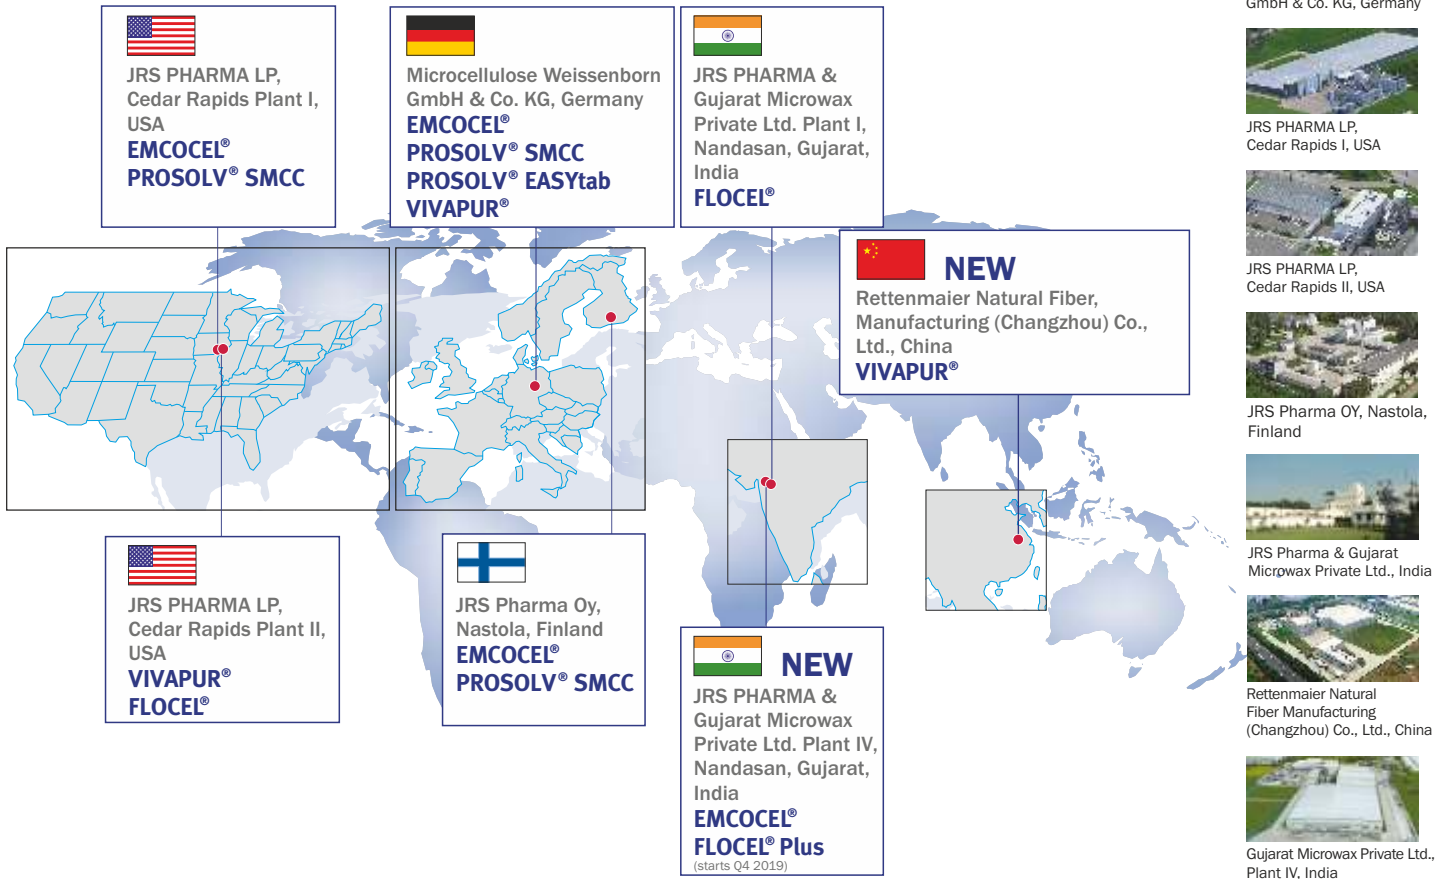 JRS PHARMA LP,
Cedar Rapids Plant I,
USA
EMCOCEL®
PROSOLV® SMCC
Microcellulose Weissenborn
GmbH & Co. KG, Germany
EMCOCEL®
PROSOLV® SMCC
PROSOLV® EASYtab
VIVAPUR®
JRS PHARMA &
Gujarat Microwax
Private Ltd. Plant I,
Nandasan, Gujarat,
India
FLOCEL®
NEW
Rettenmaier Natural Fiber,
Manufacturing (Changzhou) Co.,
Ltd., China
VIVAPUR®
JRS PHARMA LP,
Cedar Rapids Plant II,
USA
VIVAPUR®
FLOCEL®
JRS Pharma Oy,
Nastola, Finland
EMCOCEL®
PROSOLV® SMCC
NEW
JRS PHARMA &
Gujarat Microwax
Private Ltd. Plant IV,
Nandasan, Gujarat,
India
EMCOCEL®
FLOCEL® Plus
(starts Q4 2019)
GmbH & Co. KG, Germany
JRS PHARMA LP,
Cedar Rapids I, USA
JRS PHARMA LP,
Cedar Rapids II, USA
JRS Pharma OY, Nastola,
Finland
JRS Pharma & Gujarat
Microwax Private Ltd., India
Rettenmaier Natural
Fiber Manufacturing
(Changzhou) Co., Ltd., China
Gujarat Microwax Private Ltd.,
Plant IV, India